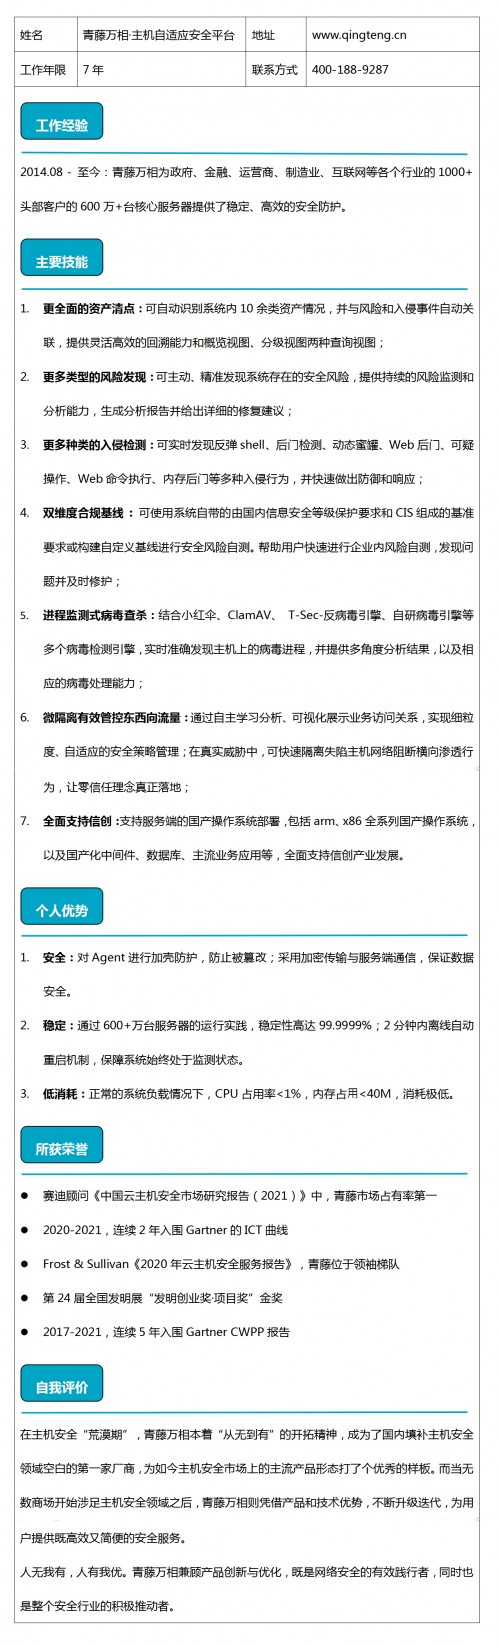 姓名 青藤万相·主机自适应安全平台 地址 www.qingteng.cn
工作年限 7 年 联系方式 400-188-9287
工作经验
2014.08 - 至今：青藤万相为政府、金融、运营商、制造业、互联网等各个行业的 1000+
头部客户的 600 万+台核心服务器提供了稳定、高效的安全防护。
主要技能
1. 更全面的资产清点：可自动识别系统内 10 余类资产情况，并与风险和入侵事件自动关
联，提供灵活高效的回溯能力和概览视图、分级视图两种查询视图；
2. 更多类型的风险发现：可主动、精准发现系统存在的安全风险，提供持续的风险监测和
分析能力，生成分析报告并给出详细的修复建议；
3. 更多种类的入侵检测：可实时发现反弹 shell、后门检测、动态蜜罐、Web 后门、可疑
操作、Web 命令执行、内存后门等多种入侵行为，并快速做出防御和响应；
4. 双维度合规基线：可使用系统自带的由国内信息安全等级保护要求和 CIS 组成的基准
要求或构建自定义基线进行安全风险自测。帮助用户快速进行企业内风险自测，发现问
题并及时修护；
5. 进程监测式病毒查杀：结合小红伞、ClamAV、 T-Sec-反病毒引擎、自研病毒引擎等
多个病毒检测引擎，实时准确发现主机上的病毒进程，并提供多角度分析结果，以及相
应的病毒处理能力；
6. 微隔离有效管控东西向流量：通过自主学习分析、可视化展示业务访问关系，实现细粒
度、自适应的安全策略管理；在真实威胁中，可快速隔离失陷主机网络阻断横向渗透行
为，让零信任理念真正落地；
7. 全面支持信创：支持服务端的国产操作系统部署，包括 arm、x86 全系列国产操作系统，
以及国产化中间件、数据库、主流业务应用等，全面支持信创产业发展。
个人优势
1. 安全：对 Agent 进行加壳防护，防止被篡改；采用加密传输与服务端通信，保证数据
安全。
2. 稳定：通过 600+万台服务器的运行实践，稳定性高达 99.9999%；2 分钟内离线自动
重启机制，保障系统始终处于监测状态。
3. 低消耗：正常的系统负载情况下，CPU 占用率<1%，内存占用<40M，消耗极低。
所获荣誉
● 赛迪顾问《中国云主机安全市场研究报告（2021）》中，青藤市场占有率第一
● 2020-2021，连续 2 年入围 Gartner 的 ICT 曲线
● Frost & Sullivan《2020 年云主机安全服务报告》，青藤位于领袖梯队
● 第 24 届全国发明展“发明创业奖·项目奖”金奖
● 2017-2021，连续 5 年入围 Gartner CWPP 报告
自我评价
在主机安全“荒漠期”，青藤万相本着“从无到有”的开拓精神，成为了国内填补主机安全
领域空白的第一家厂商，为如今主机安全市场上的主流产品形态打了个优秀的样板。而当无
数商场开始涉足主机安全领域之后，青藤万相则凭借产品和技术优势，不断升级迭代，为用
户提供既高效又简便的安全服务。
人无我有，人有我优。青藤万相兼顾产品创新与优化，既是网络安全的有效践行者，同时也
是整个安全行业的积极推动者。